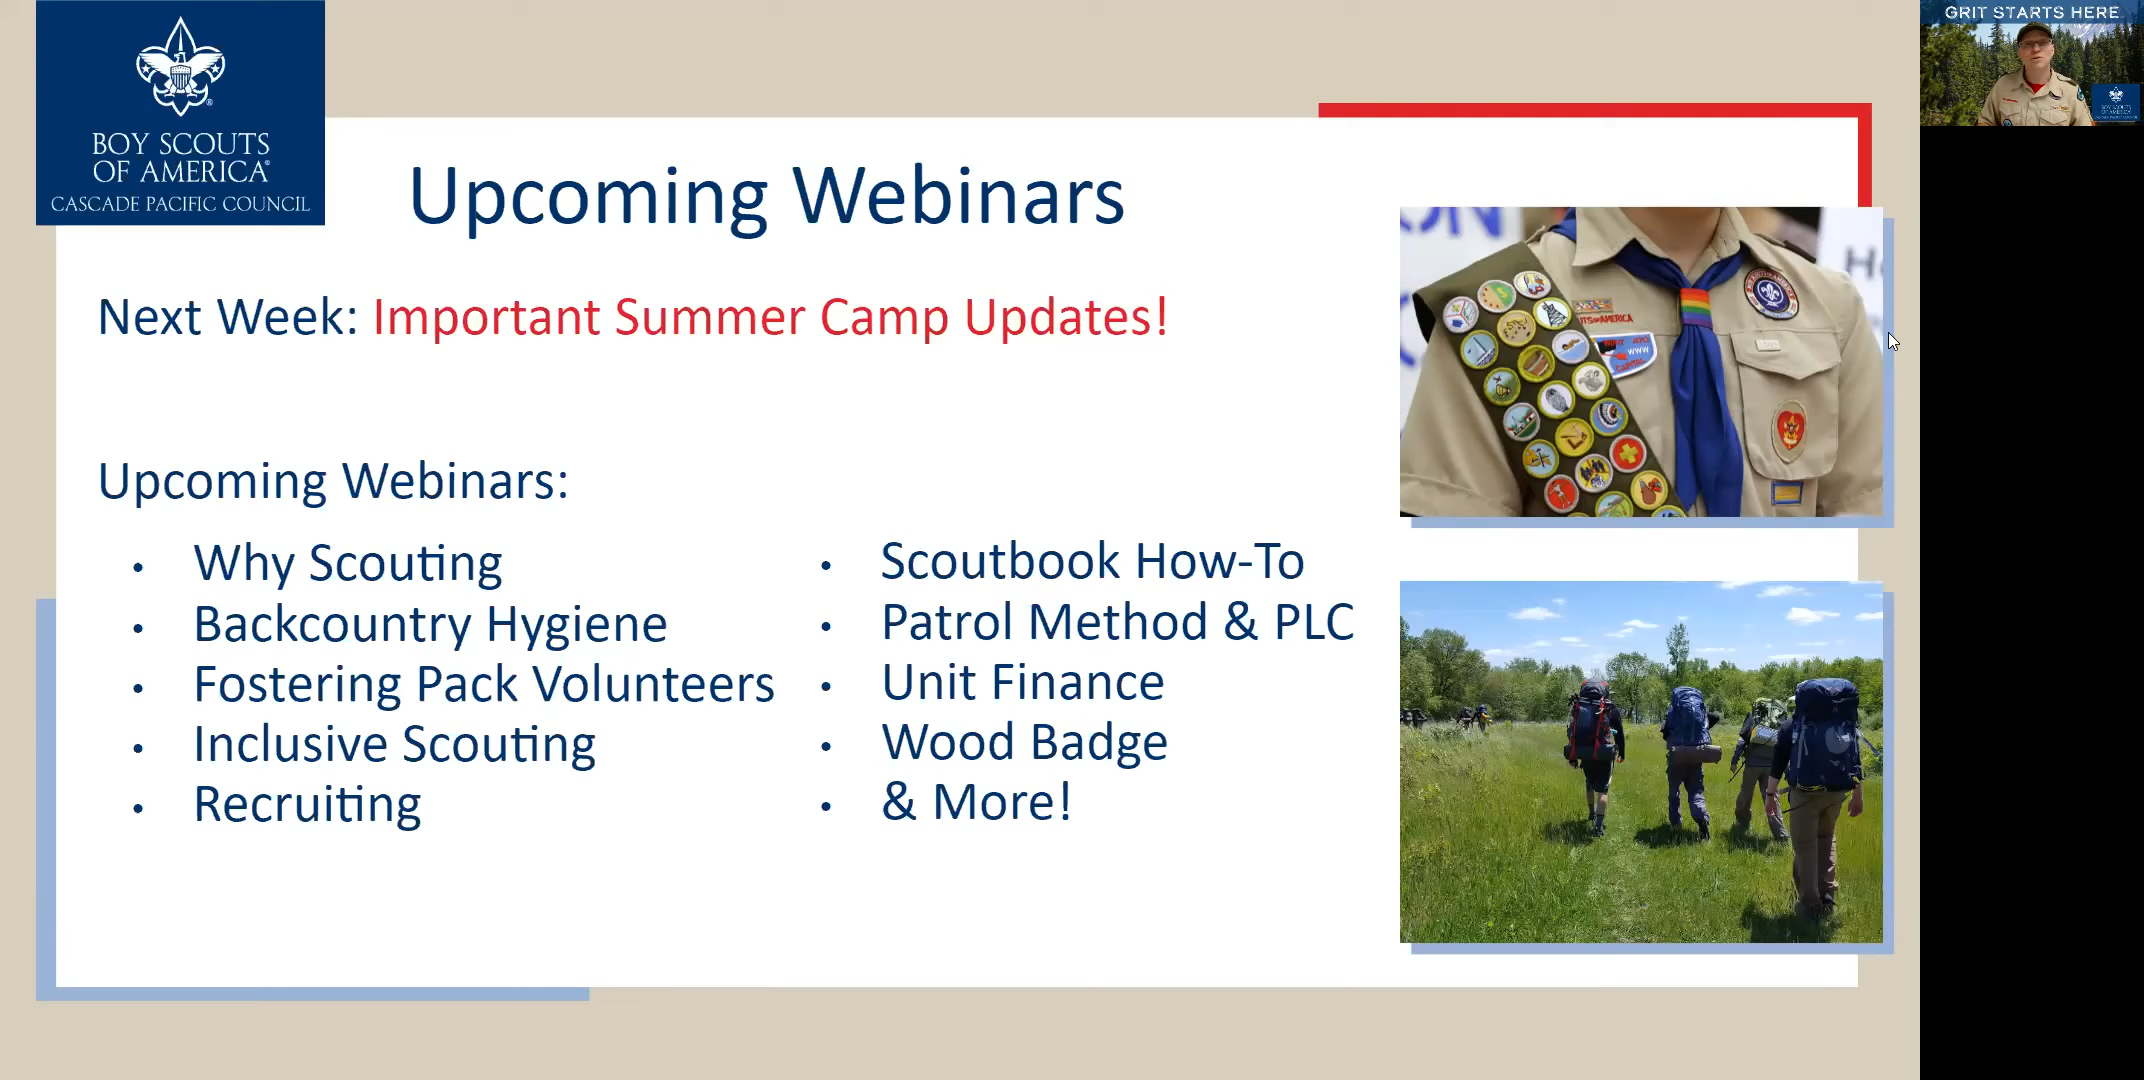 BOY SCOUTS
OF AMERICA®
CASCADE PACIFIC COUNCIL
GRIT STARTS HERE
Upcoming Webinars
Next Week: Important Summer Camp Updates!
Upcoming Webinars:
• Why Scouting
• Backcountry Hygiene
• Fostering Pack Volunteers
• Inclusive Scouting
• Recruiting
• Scoutbook How-To
• Patrol Method & PLC
• Unit Finance
• Wood Badge
• & More!